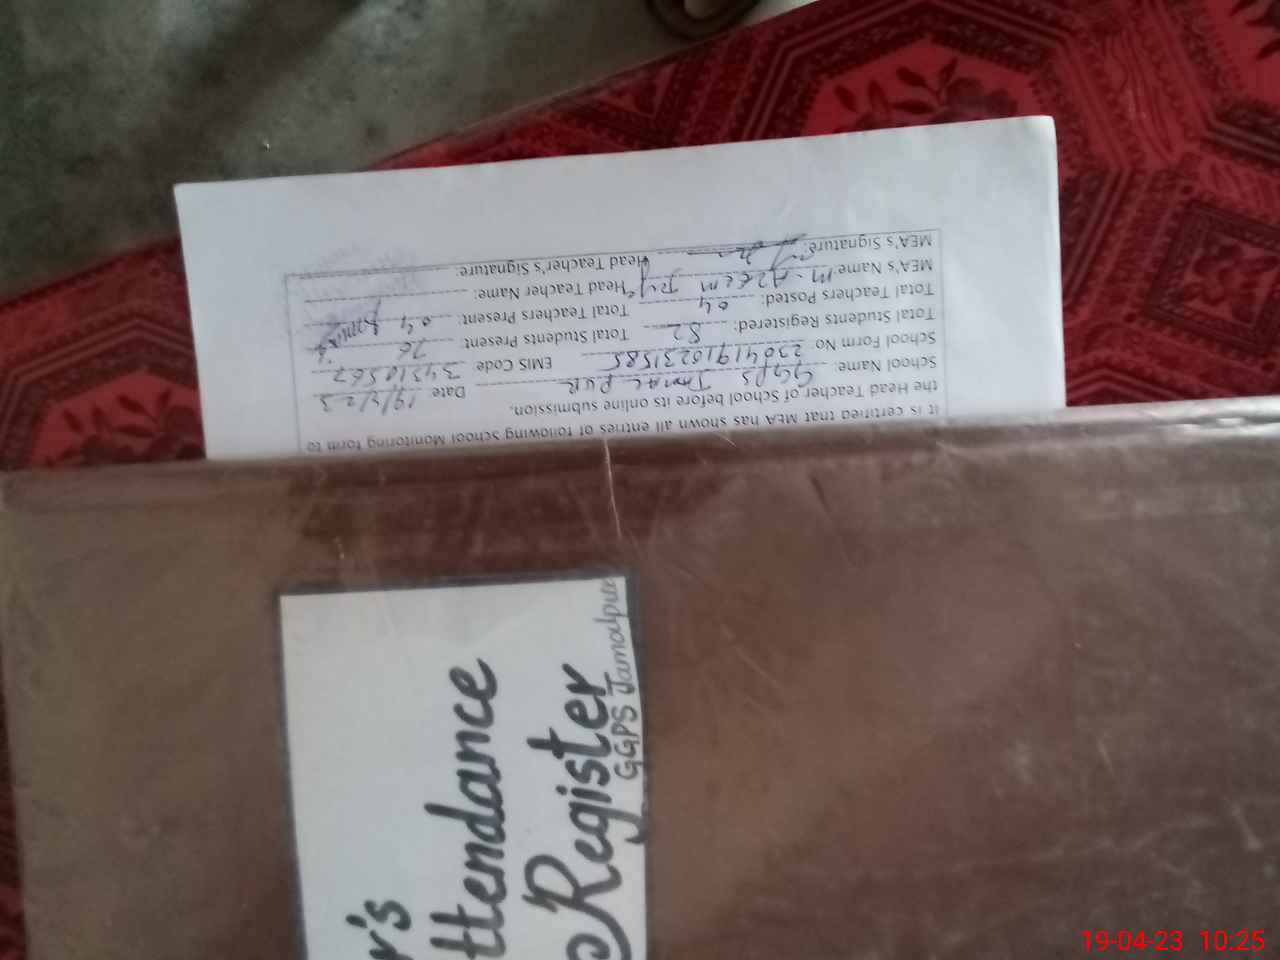 It is certified that MEA has shown all entries of following School Monitoring form to
the Head Teacher of School before its online submission.
School Name: GGPS Jmal Pur Date 19/4/23
School Form No: 23041910231585 EMIS Code 34310567
Total Students Registered: 82 Total Students Present: 76
Total Teachers Posted: 04 Total Teachers Present: 04
MEA's Name: M. Azeem Head Teacher Name:
MEA's Signature: Head Teacher's Signature:
r's
ttendance
Register
GGPS Jamalpur
19-04-23 10:25